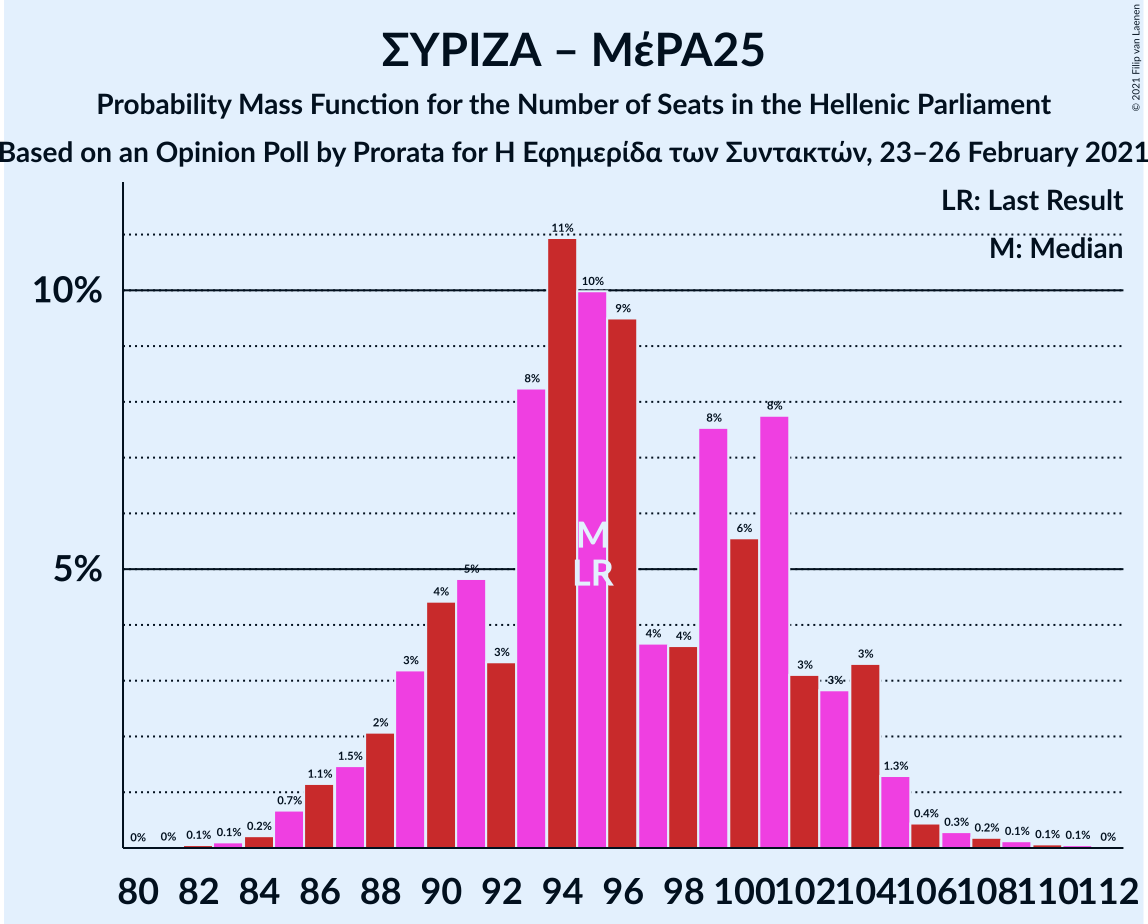 ΣΥΡΙΖΑ – ΜέΡΑ25
Probability Mass Function for the Number of Seats in the Hellenic Parliament
Based on an Opinion Poll by Prorata for Η Εφημερίδα των Συντακτών, 23–26 February 2021
© 2021 Filip van Laenen
LR: Last Result
M: Median
10%
5%
0% 0% 0.1% 0.1% 0.2% 0.7% 1.1% 1.5% 2% 3% 4% 5% 3% 8% 11% 10% 9% 4% 4% 8% 6% 8% 3% 3% 3% 1.3% 0.4% 0.3% 0.2% 0.1% 0.1% 0.1% 0%
M
LR
80 82 84 86 88 90 92 94 96 98 100 102 104 106 108 110 112